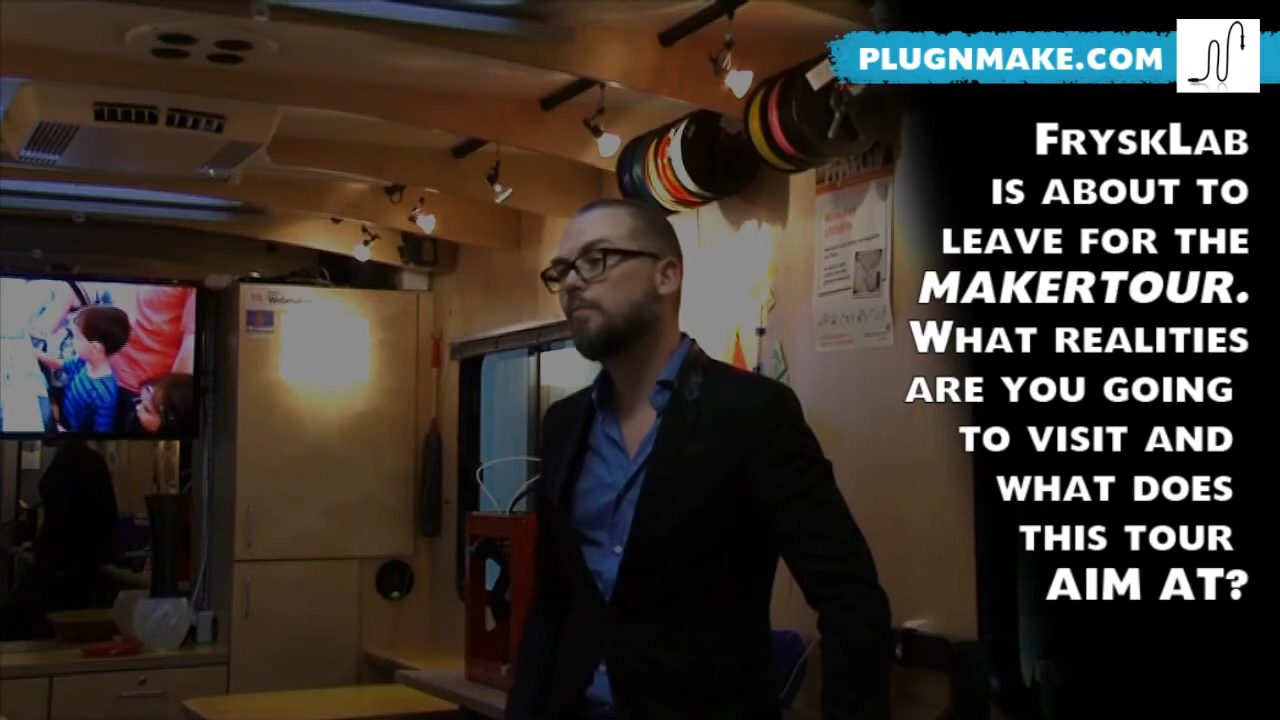 PLUGNMAKE.COM
FRYSKLAB
IS ABOUT TO
LEAVE FOR THE
MAKERTOUR.
WHAT REALITIES
ARE YOU GOING
TO VISIT AND
WHAT DOES
THIS TOUR
AIM AT?